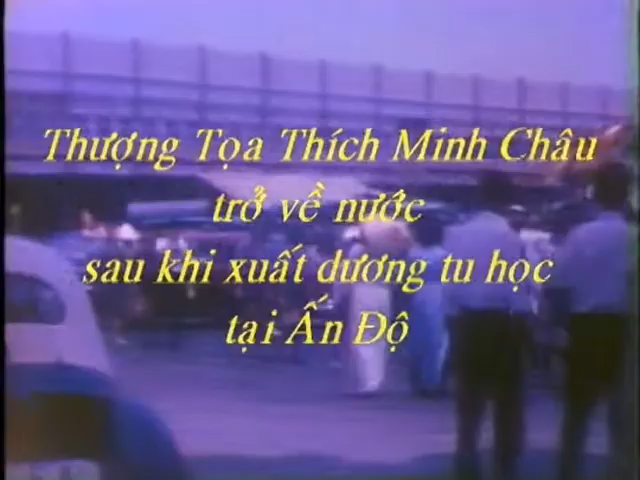 Thượng Tọa Thích Minh Châu
trở về nước
sau khi xuất dương tu học
tại Ấn Độ